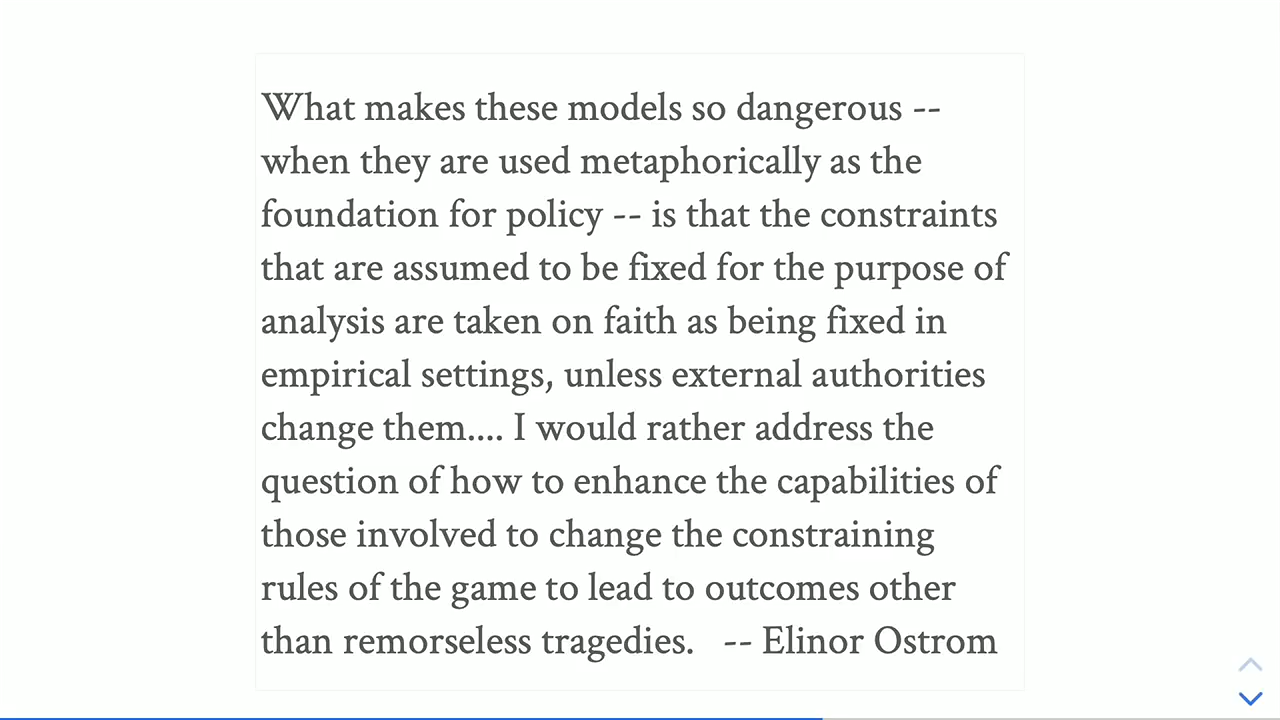 What makes these models so dangerous --
when they are used metaphorically as the
foundation for policy -- is that the constraints
that are assumed to be fixed for the purpose of
analysis are taken on faith as being fixed in
empirical settings, unless external authorities
change them.... I would rather address the
question of how to enhance the capabilities of
those involved to change the constraining
rules of the game to lead to outcomes other
than remorseless tragedies.   -- Elinor Ostrom